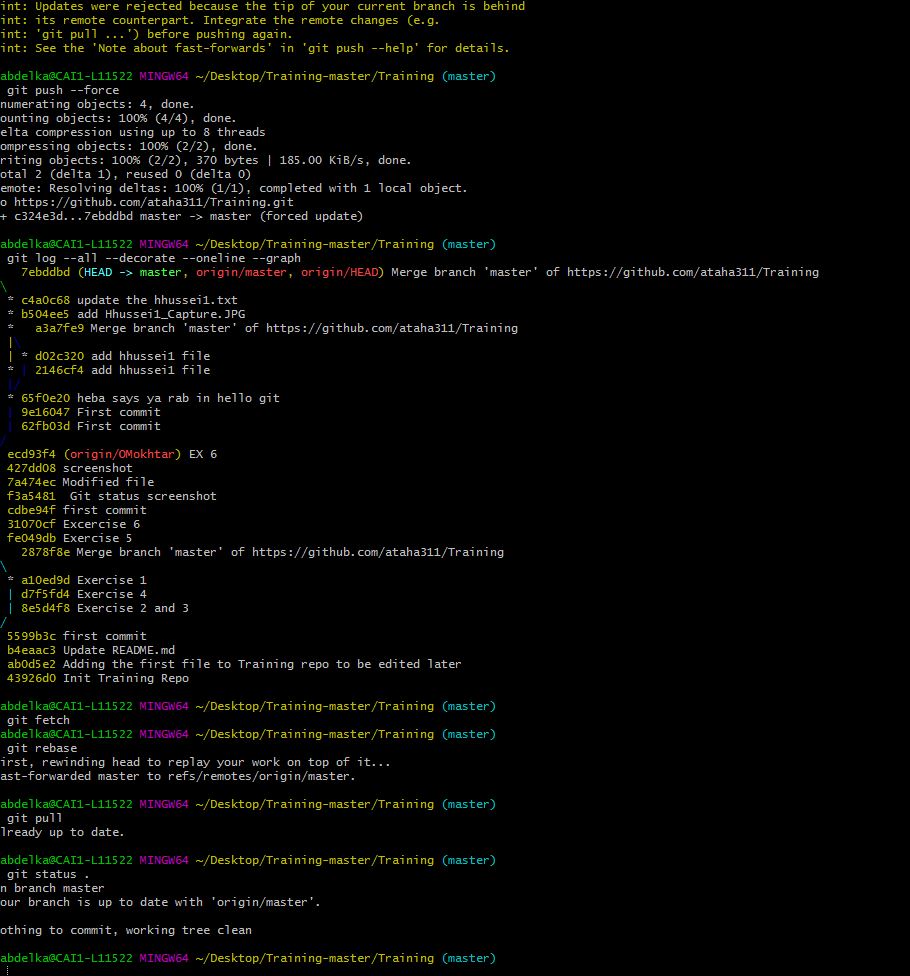 int: Updates were rejected because the tip of your current branch is behind
int: its remote counterpart. Integrate the remote changes (e.g.
int: 'git pull ...') before pushing again.
int: See the 'Note about fast-forwards' in 'git push --help' for details.
abdelka@CAI1-L11522 MINGW64 ~/Desktop/Training-master/Training (master)
git push --force
numerating objects: 4, done.
ounting objects: 100% (4/4), done.
elta compression using up to 8 threads
ompressing objects: 100% (2/2), done.
riting objects: 100% (2/2), 370 bytes | 185.00 KiB/s, done.
otal 2 (delta 1), reused 0 (delta 0)
emote: Resolving deltas: 100% (1/1), completed with 1 local object.
o https://github.com/ataha311/Training.git
+ c324e3d...7ebddbd master -> master (forced update)
abdelka@CAI1-L11522 MINGW64 ~/Desktop/Training-master/Training (master)
git log --all --decorate --oneline --graph
7ebddbd (HEAD -> master, origin/master, origin/HEAD) Merge branch 'master' of https://github.com/ataha311/Training
\
* c4a0c68 update the hhussei1.txt
* b504ee5 add Hhussei1_Capture.JPG
*   a3a7fe9 Merge branch 'master' of https://github.com/ataha311/Training
|\
| * d02c320 add hhussei1 file
* | 2146cf4 add hhussei1 file
|/
* 65f0e20 heba says ya rab in hello git
| 9e16047 First commit
| 62fb03d First commit
/
ecd93f4 (origin/OMokhtar) EX 6
427dd08 screenshot
7a474ec Modified file
f3a5481  Git status screenshot
cdbe94f first commit
31070cf Excercise 6
fe049db Exercise 5
2878f8e Merge branch 'master' of https://github.com/ataha311/Training
\
* a10ed9d Exercise 1
| d7f5fd4 Exercise 4
| 8e5d4f8 Exercise 2 and 3
/
5599b3c first commit
b4eaac3 Update README.md
ab0d5e2 Adding the first file to Training repo to be edited later
43926d0 Init Training Repo
abdelka@CAI1-L11522 MINGW64 ~/Desktop/Training-master/Training (master)
git fetch
abdelka@CAI1-L11522 MINGW64 ~/Desktop/Training-master/Training (master)
git rebase
irst, rewinding head to replay your work on top of it...
ast-forwarded master to refs/remotes/origin/master.
abdelka@CAI1-L11522 MINGW64 ~/Desktop/Training-master/Training (master)
git pull
lready up to date.
abdelka@CAI1-L11522 MINGW64 ~/Desktop/Training-master/Training (master)
git status .
n branch master
our branch is up to date with 'origin/master'.
othing to commit, working tree clean
abdelka@CAI1-L11522 MINGW64 ~/Desktop/Training-master/Training (master)